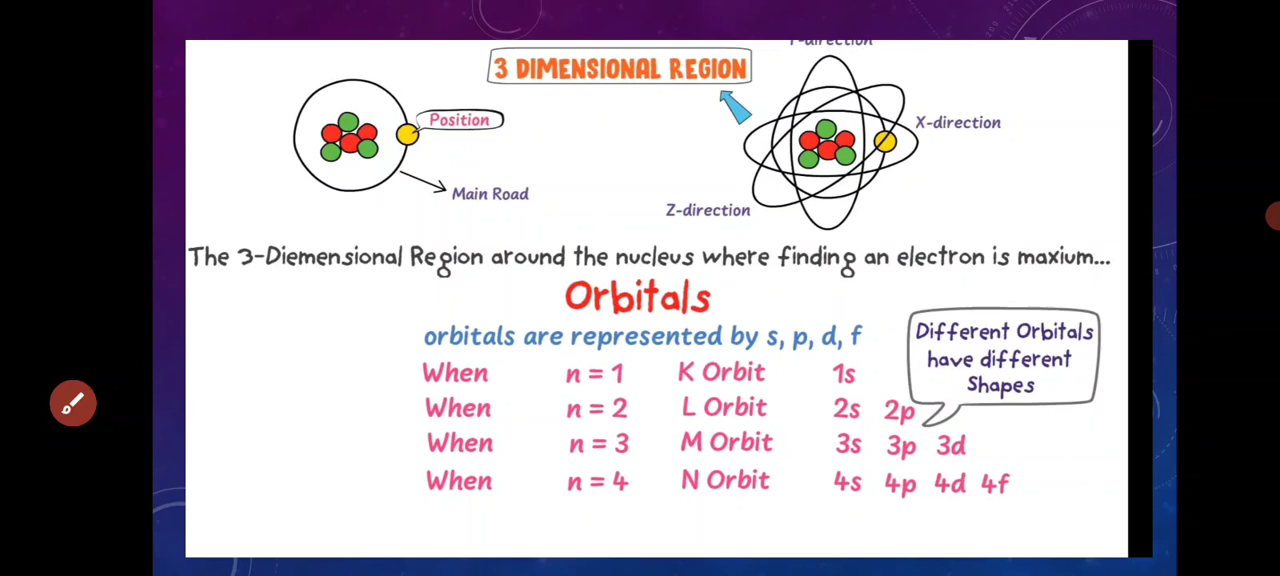 Y-direction
3 DIMENSIONAL REGION
Position
X-direction
Main Road
Z-direction
The 3-Diemensional Region around the nucleus where finding an electron is maxium...
Orbitals
orbitals are represented by s, p, d, f
Different Orbitals
have different
Shapes
When n = 1 K Orbit 1s
When n = 2 L Orbit 2s 2p
When n = 3 M Orbit 3s 3p 3d
When n = 4 N Orbit 4s 4p 4d 4f